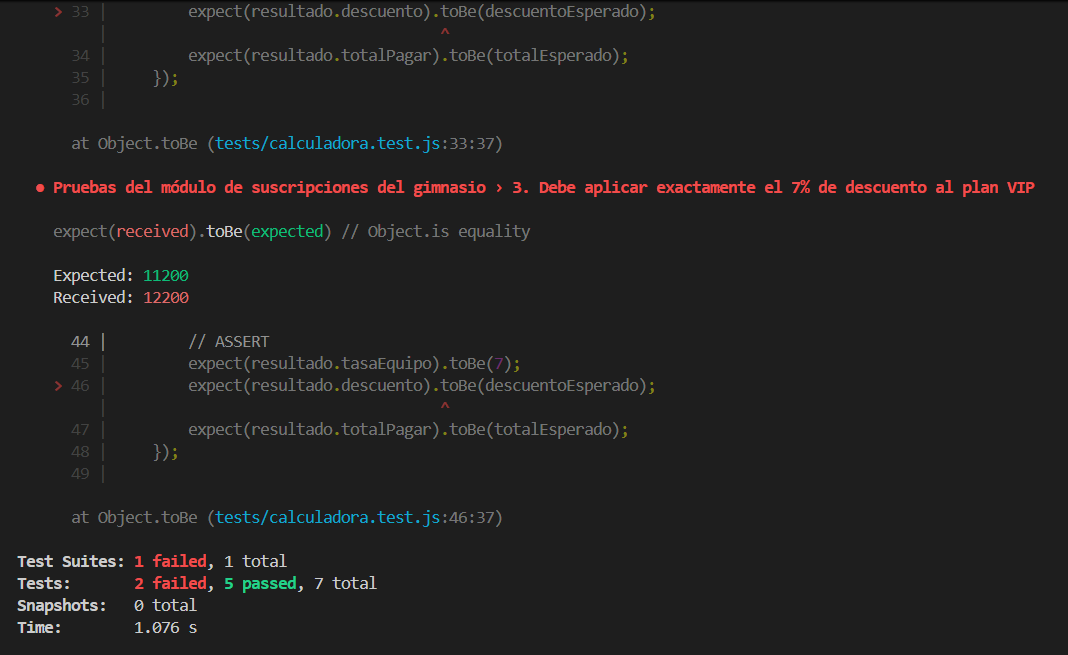 > 33 |         expect(resultado.descuento).toBe(descuentoEsperado);
|                                     ^
34 |         expect(resultado.totalPagar).toBe(totalEsperado);
35 |     });
36 |
at Object.toBe (tests/calculadora.test.js:33:37)
● Pruebas del módulo de suscripciones del gimnasio › 3. Debe aplicar exactamente el 7% de descuento al plan VIP
expect(received).toBe(expected) // Object.is equality
Expected: 11200
Received: 12200
44 |         // ASSERT
45 |         expect(resultado.tasaEquipo).toBe(7);
> 46 |         expect(resultado.descuento).toBe(descuentoEsperado);
|                                     ^
47 |         expect(resultado.totalPagar).toBe(totalEsperado);
48 |     });
49 |
at Object.toBe (tests/calculadora.test.js:46:37)
Test Suites: 1 failed, 1 total
Tests:       2 failed, 5 passed, 7 total
Snapshots:   0 total
Time:        1.076 s